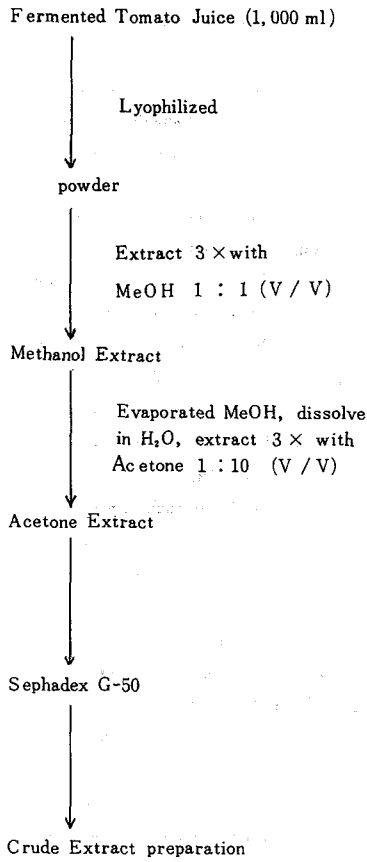 Fermented Tomato Juice (1,000 ml)
Lyophilized
powder
Extract 3 × with
MeOH 1 : 1 (V / V)
Methanol Extract
Evaporated MeOH, dissolve
in H₂O, extract 3 × with
Acetone 1 : 10 (V / V)
Acetone Extract
Sephadex G-50
Crude Extract preparation